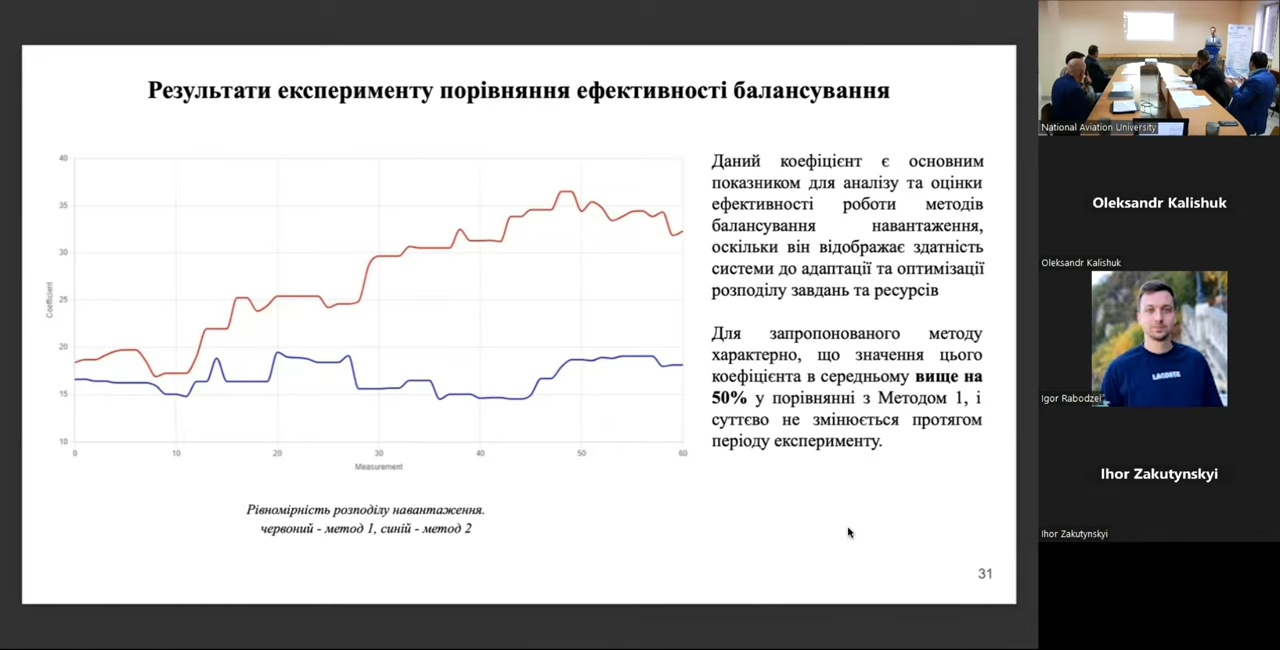 Результати експерименту порівняння ефективності балансування
40
35
30
25
20
15
10
Coefficient
0
10
20
30
40
50
60
Measurement
Рівномірність розподілу навантаження.
червоний - метод 1, синій - метод 2
Даний коефіцієнт є основним
показником для аналізу та оцінки
ефективності роботи методів
балансування навантаження,
оскільки він відображає здатність
системи до адаптації та оптимізації
розподілу завдань та ресурсів
Для запропонованого методу
характерно, що значення цього
коефіцієнта в середньому вище на
50% у порівнянні з Методом 1, і
суттєво не змінюється протягом
періоду експерименту.
31
National Aviation University
Oleksandr Kalishuk
Oleksandr Kalishuk
LACOSTE
Igor Rabodzei
Ihor Zakutynskyi
Ihor Zakutynskyi